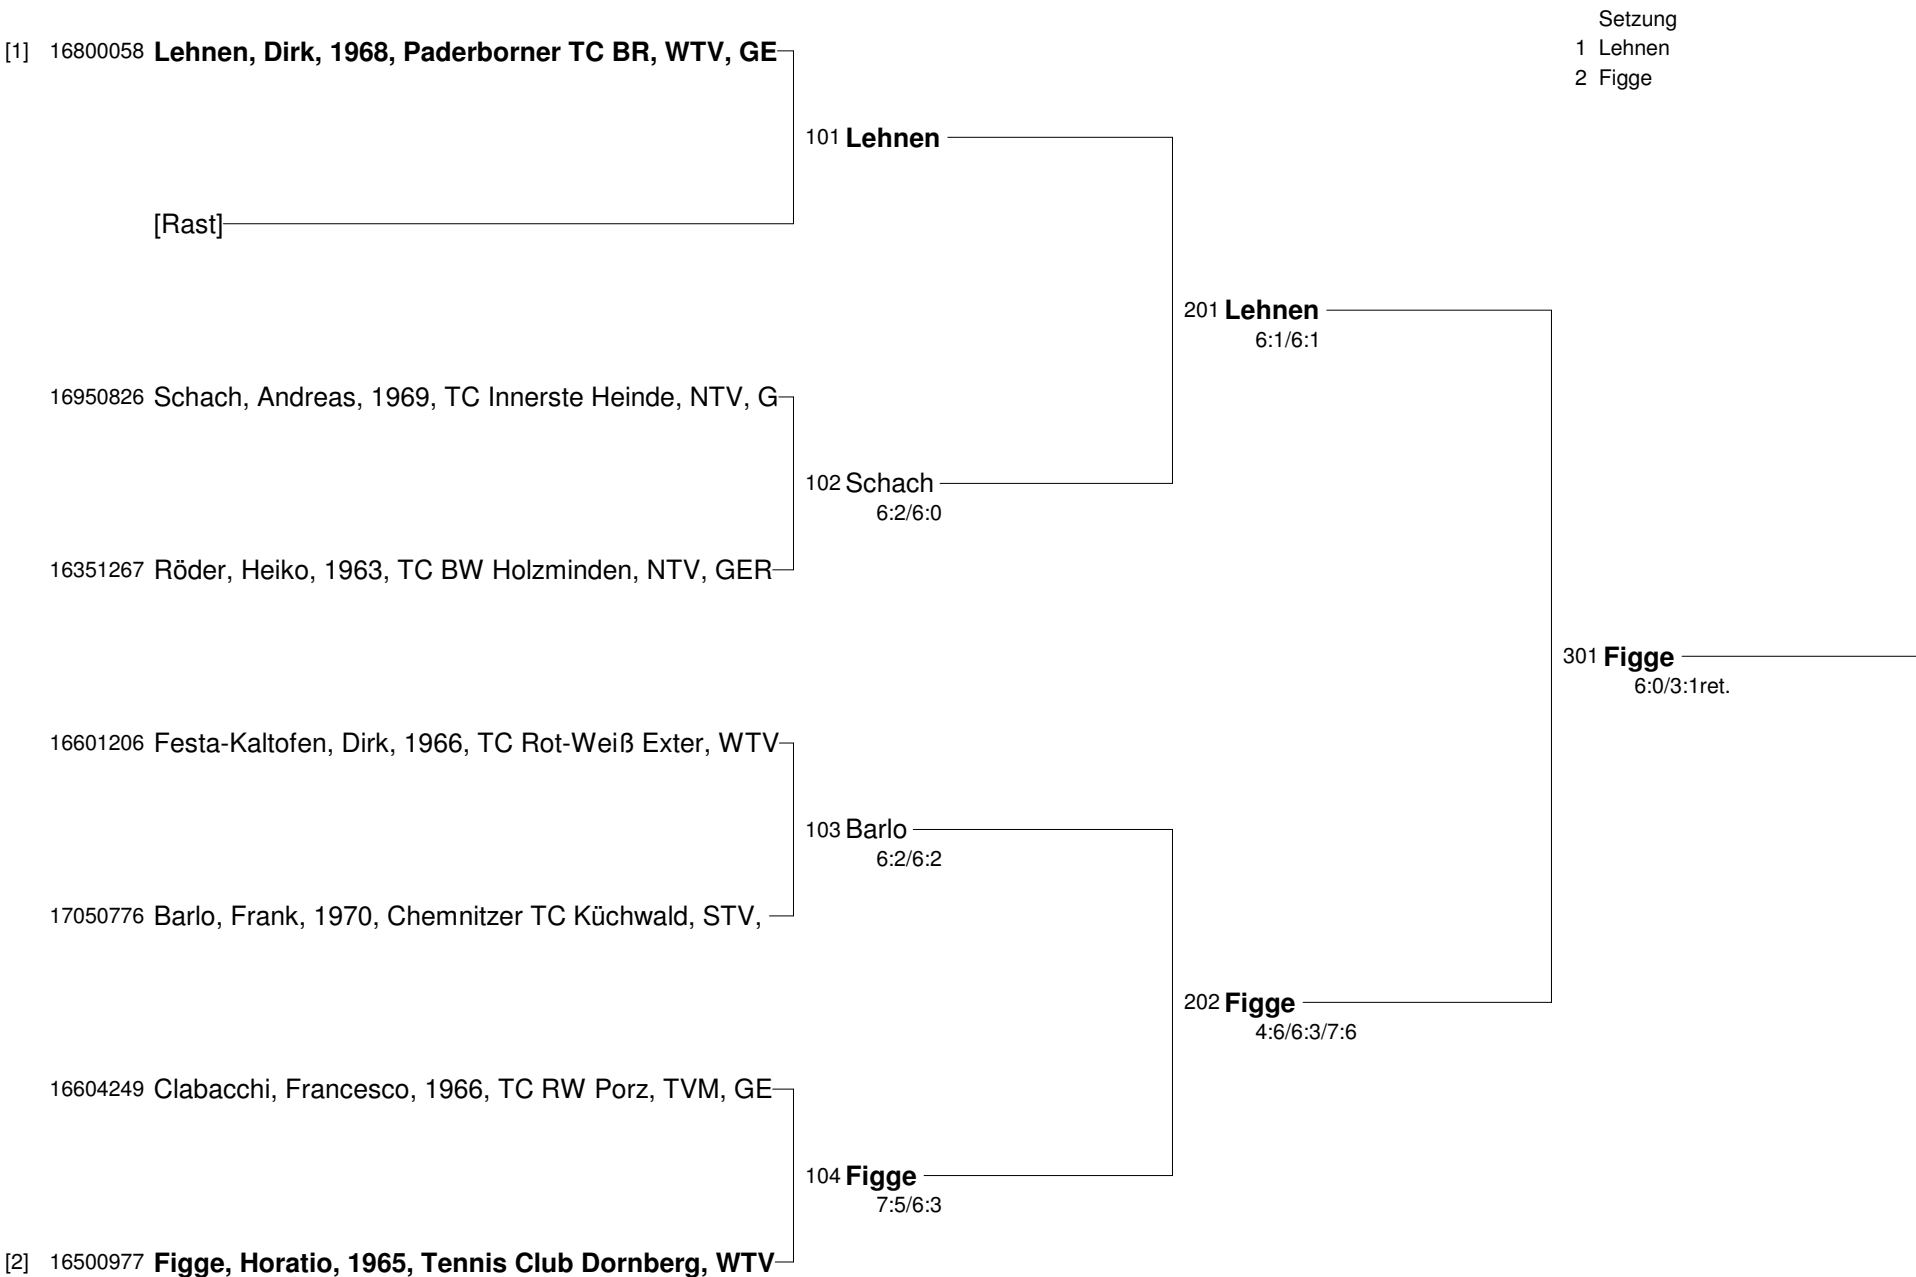 Setzung
1 Lehnen
2 Figge
[1] 16800058 Lehnen, Dirk, 1968, Paderborner TC BR, WTV, GE
101 Lehnen
[Rast]
201 Lehnen
6:1/6:1
16950826 Schach, Andreas, 1969, TC Innerste Heinde, NTV, G
102 Schach
6:2/6:0
16351267 Röder, Heiko, 1963, TC BW Holzminden, NTV, GER
301 Figge
6:0/3:1ret.
16601206 Festa-Kaltofen, Dirk, 1966, TC Rot-Weiß Exter, WTV
103 Barlo
6:2/6:2
17050776 Barlo, Frank, 1970, Chemnitzer TC Küchwald, STV,
202 Figge
4:6/6:3/7:6
16604249 Clabacchi, Francesco, 1966, TC RW Porz, TVM, GE
104 Figge
7:5/6:3
[2] 16500977 Figge, Horatio, 1965, Tennis Club Dornberg, WTV